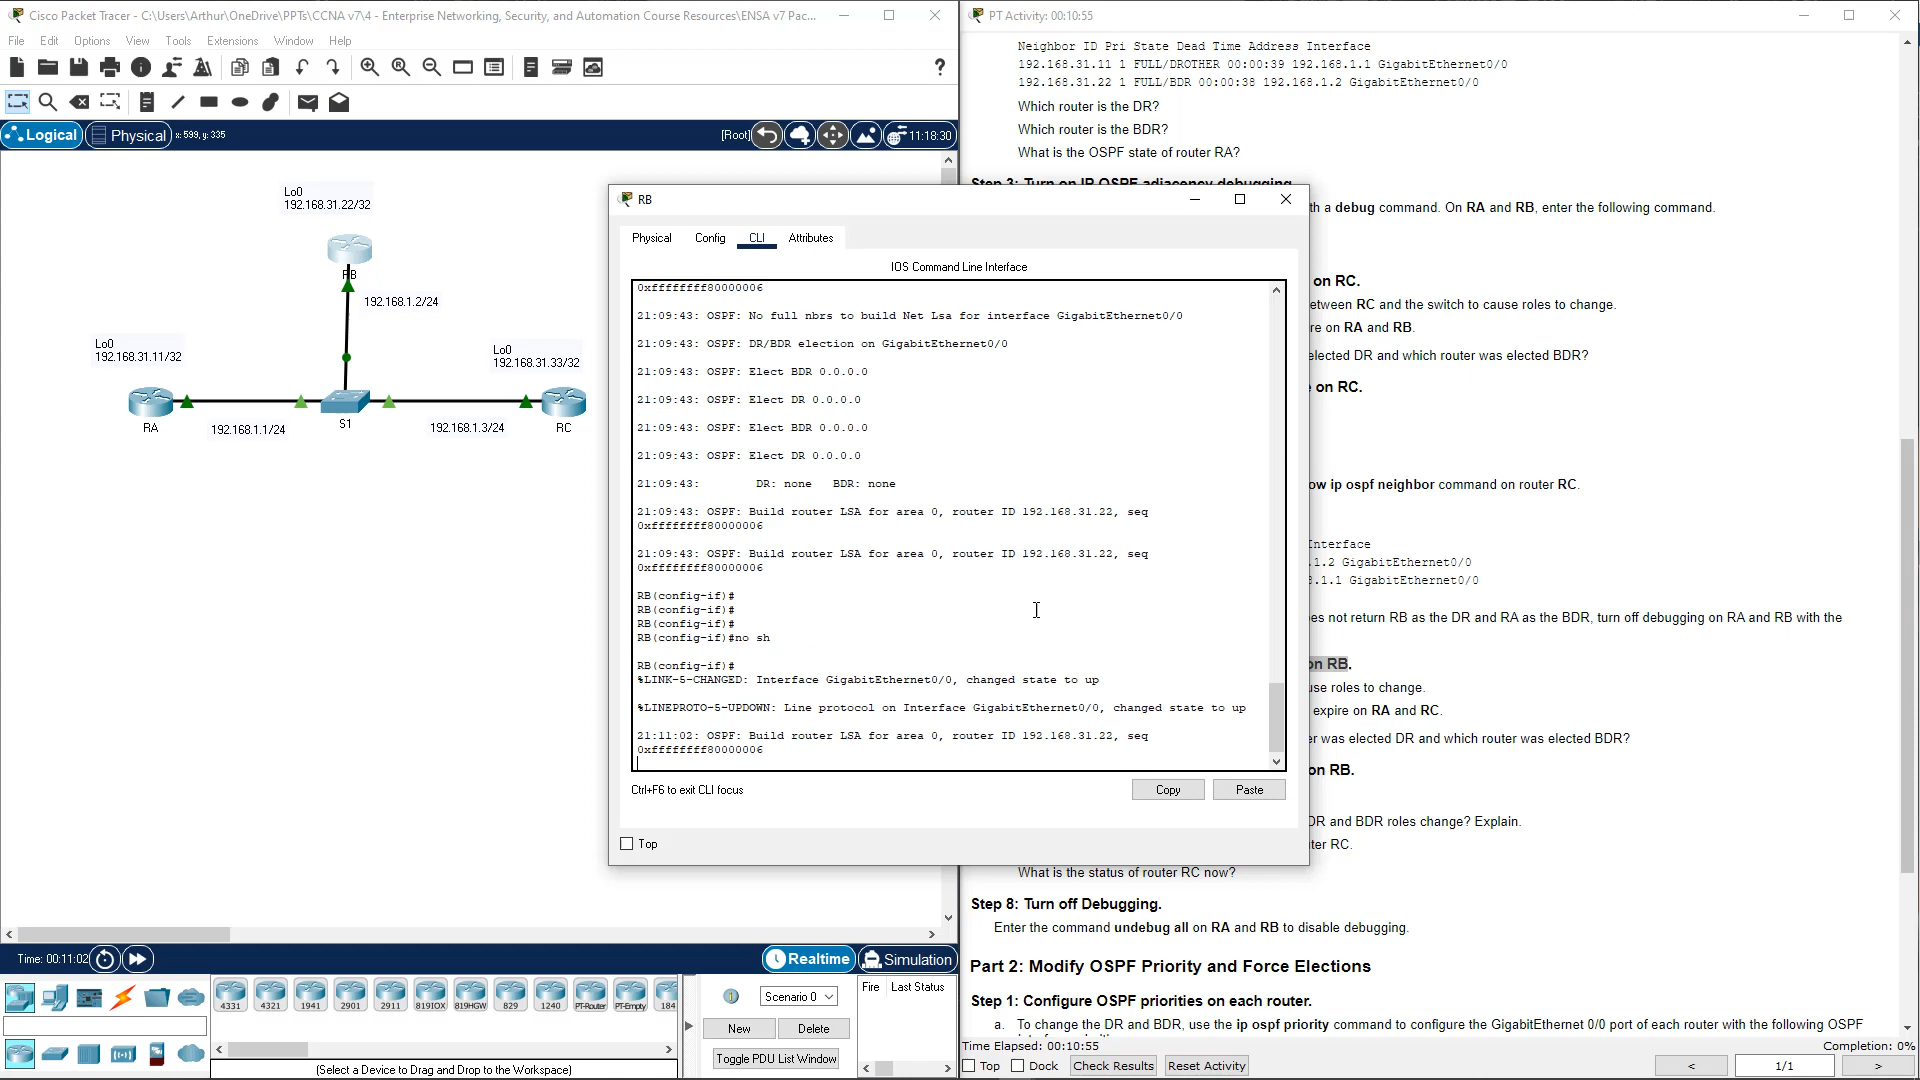 Cisco Packet Tracer - C:\Users\Arthur\OneDrive\PPTs\CCNA v7\4 - Enterprise Networking, Security, and Automation Course Resources\ENSA v7 Pac...
File Edit Options View Tools Extensions Window Help
?
Logical Physical x: 599, y: 335 [Root] 11:18:30
Lo0
192.168.31.22/32
RB
192.168.1.2/24
Lo0
192.168.31.11/32
Lo0
192.168.31.33/32
RA
192.168.1.1/24
S1
192.168.1.3/24
RC
RB
Physical Config CLI Attributes
IOS Command Line Interface
0xffffffff80000006
21:09:43: OSPF: No full nbrs to build Net Lsa for interface GigabitEthernet0/0
21:09:43: OSPF: DR/BDR election on GigabitEthernet0/0
21:09:43: OSPF: Elect BDR 0.0.0.0
21:09:43: OSPF: Elect DR 0.0.0.0
21:09:43: OSPF: Elect BDR 0.0.0.0
21:09:43: OSPF: Elect DR 0.0.0.0
21:09:43: DR: none BDR: none
21:09:43: OSPF: Build router LSA for area 0, router ID 192.168.31.22, seq
0xffffffff80000006
21:09:43: OSPF: Build router LSA for area 0, router ID 192.168.31.22, seq
0xffffffff80000006
RB(config-if)#
RB(config-if)#
RB(config-if)#
RB(config-if)#no sh
RB(config-if)#
%LINK-5-CHANGED: Interface GigabitEthernet0/0, changed state to up
%LINEPROTO-5-UPDOWN: Line protocol on Interface GigabitEthernet0/0, changed state to up
21:11:02: OSPF: Build router LSA for area 0, router ID 192.168.31.22, seq
0xffffffff80000006
Ctrl+F6 to exit CLI focus
Copy Paste
Top
PT Activity: 00:10:55
Neighbor ID Pri State Dead Time Address Interface
192.168.31.11 1 FULL/DROTHER 00:00:39 192.168.1.1 GigabitEthernet0/0
192.168.31.22 1 FULL/BDR 00:00:38 192.168.1.2 GigabitEthernet0/0
Which router is the DR?
Which router is the BDR?
What is the OSPF state of router RA?
Step 3: Turn on IP OSPF adjacency debugging
th a debug command. On RA and RB, enter the following command.
on RC.
etween RC and the switch to cause roles to change.
re on RA and RB.
elected DR and which router was elected BDR?
on RC.
ow ip ospf neighbor command on router RC.
Interface
.1.2 GigabitEthernet0/0
.1.1 GigabitEthernet0/0
es not return RB as the DR and RA as the BDR, turn off debugging on RA and RB with the
on RB.
use roles to change.
expire on RA and RC.
er was elected DR and which router was elected BDR?
on RB.
DR and BDR roles change? Explain.
ter RC.
What is the status of router RC now?
Step 8: Turn off Debugging.
Enter the command undebug all on RA and RB to disable debugging.
Part 2: Modify OSPF Priority and Force Elections
Step 1: Configure OSPF priorities on each router.
a. To change the DR and BDR, use the ip ospf priority command to configure the GigabitEthernet 0/0 port of each router with the following OSPF
Time Elapsed: 00:10:55 Completion: 0%
Top Dock Check Results Reset Activity < 1/1 >
Time: 00:11:02 Realtime Simulation
4331 4321 1941 2901 2911 819IOX 819HGW 829 1240 PT-Router PT-Empty 184
(Select a Device to Drag and Drop to the Workspace)
Scenario 0
New Delete
Toggle PDU List Window
Fire Last Status